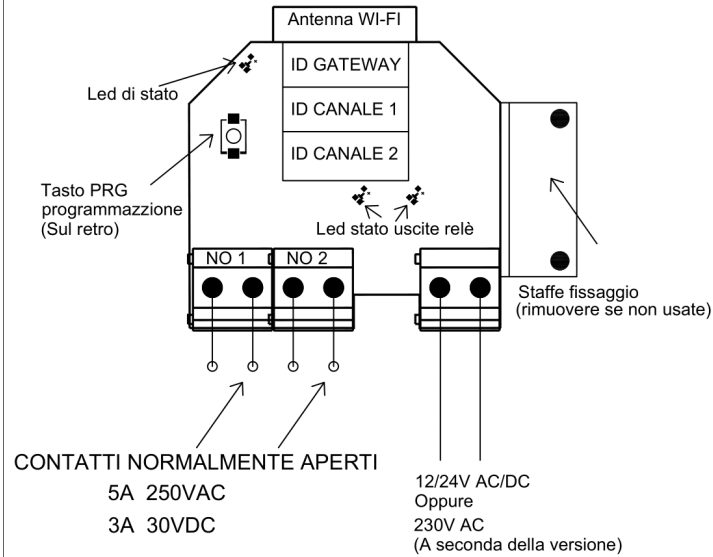 Antenna WI-FI
ID GATEWAY
Led di stato
ID CANALE 1
ID CANALE 2
Tasto PRG
programmazzione
(Sul retro)
Led stato uscite relè
NO 1
NO 2
Staffe fissaggio
(rimuovere se non usate)
CONTATTI NORMALMENTE APERTI
5A 250VAC
3A 30VDC
12/24V AC/DC
Oppure
230V AC
(A seconda della versione)